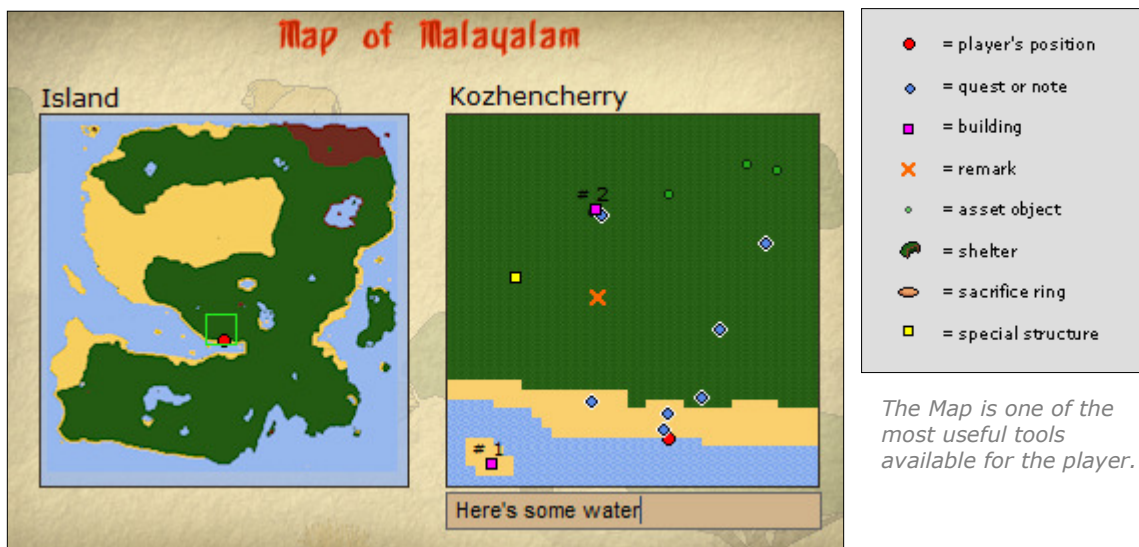 Map of Malayalam
Island
Kozhencherry
# 2
# 1
Here's some water
= player's position
= quest or note
= building
= remark
= asset object
= shelter
= sacrifice ring
= special structure
The Map is one of the
most useful tools
available for the player.